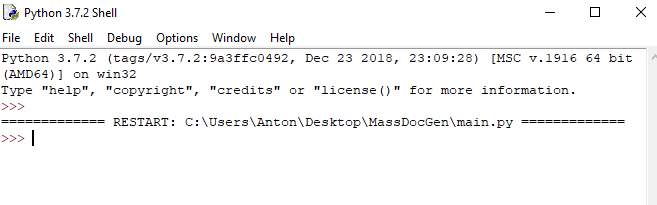 Python 3.7.2 Shell
File Edit Shell Debug Options Window Help
Python 3.7.2 (tags/v3.7.2:9a3ffc0492, Dec 23 2018, 23:09:28) [MSC v.1916 64 bit
(AMD64)] on win32
Type "help", "copyright", "credits" or "license()" for more information.
>>>
============= RESTART: C:\Users\Anton\Desktop\MassDocGen\main.py =============
>>>